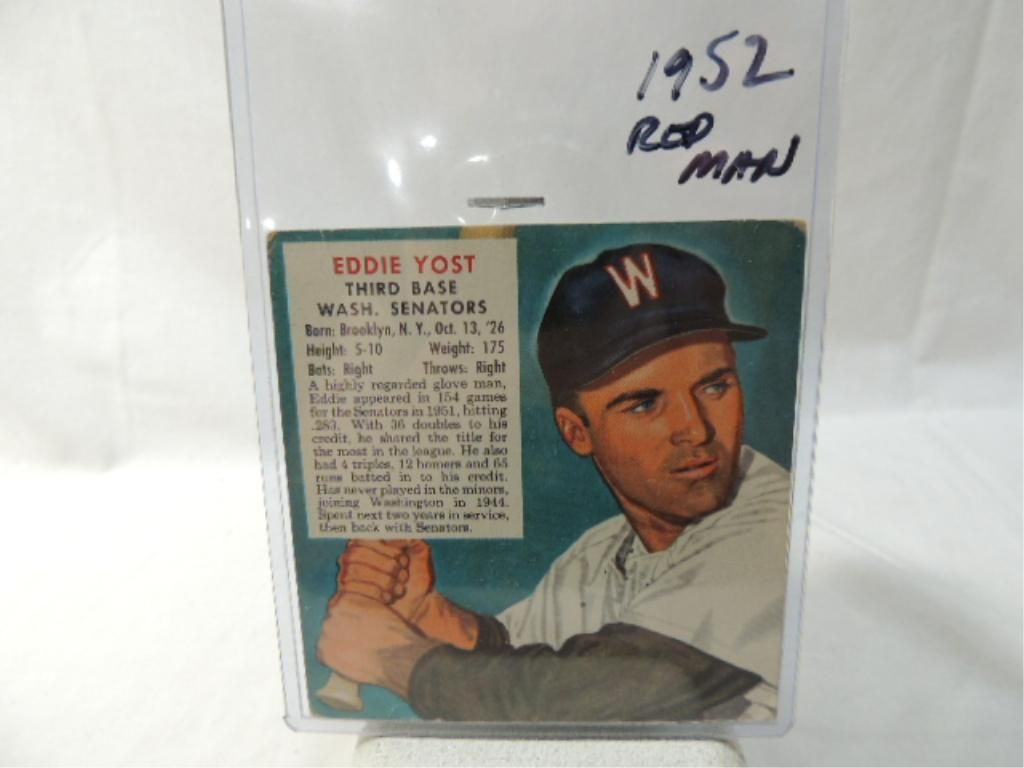 1952
RED
MAN
W
EDDIE YOST
THIRD BASE
WASH. SENATORS
Born: Brooklyn, N. Y., Oct. 13, '26
Height: 5-10 Weight: 175
Bats: Right Throws: Right
A highly regarded glove man,
Eddie appeared in 154 games
for the Senators in 1951, hitting
.283. With 36 doubles to his
credit, he shared the title for
the most in the league. He also
had 4 triples, 12 homers and 65
runs batted in to his credit.
Has never played in the minors,
joining Washington in 1944.
Spent next two years in service,
then back with Senators.